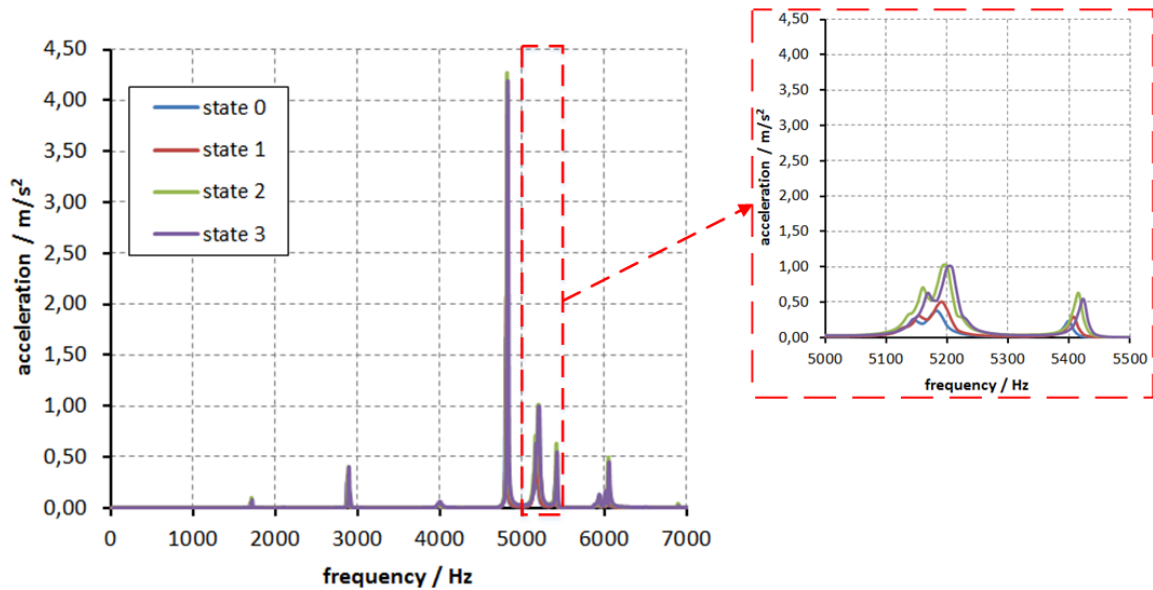 4,50
4,00
3,50
3,00
2,50
2,00
1,50
1,00
0,50
0,00
acceleration / m/s²
state 0
state 1
state 2
state 3
0 1000 2000 3000 4000 5000 6000 7000
frequency / Hz
4,50
4,00
3,50
3,00
2,50
2,00
1,50
1,00
0,50
0,00
acceleration / m/s²
5000 5100 5200 5300 5400 5500
frequency / Hz